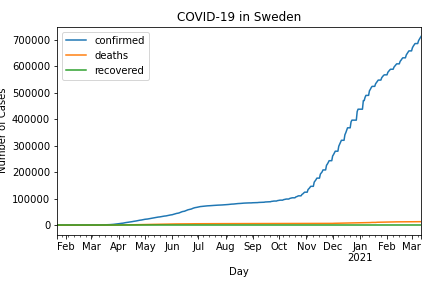 COVID-19 in Sweden
confirmed
deaths
recovered
700000
600000
500000
400000
300000
200000
100000
0
Number of Cases
Feb Mar Apr May Jun Jul Aug Sep Oct Nov Dec Jan Feb Mar
2021
Day